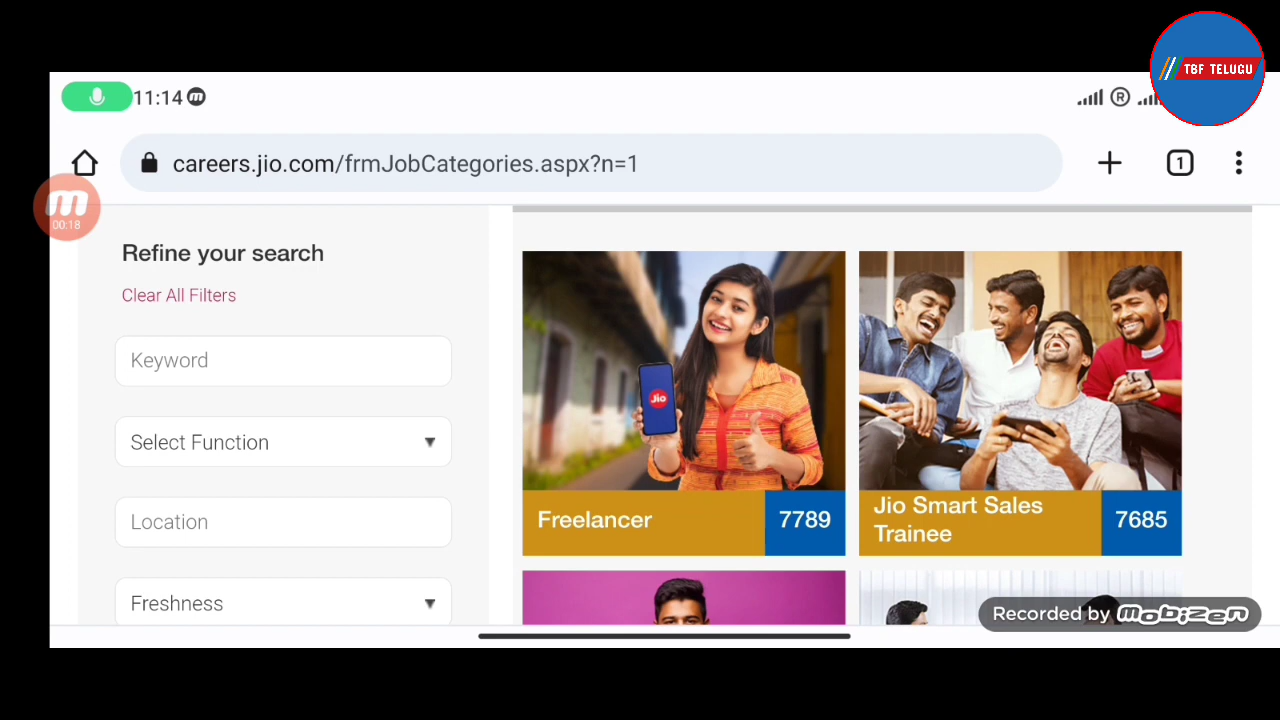 TBF TELUGU
11:14
R
careers.jio.com/frmJobCategories.aspx?n=1
1
00:18
Refine your search
Clear All Filters
Keyword
Select Function
Location
Freshness
Jio
Freelancer
7789
Jio Smart Sales
Trainee
7685
Recorded by mobizen